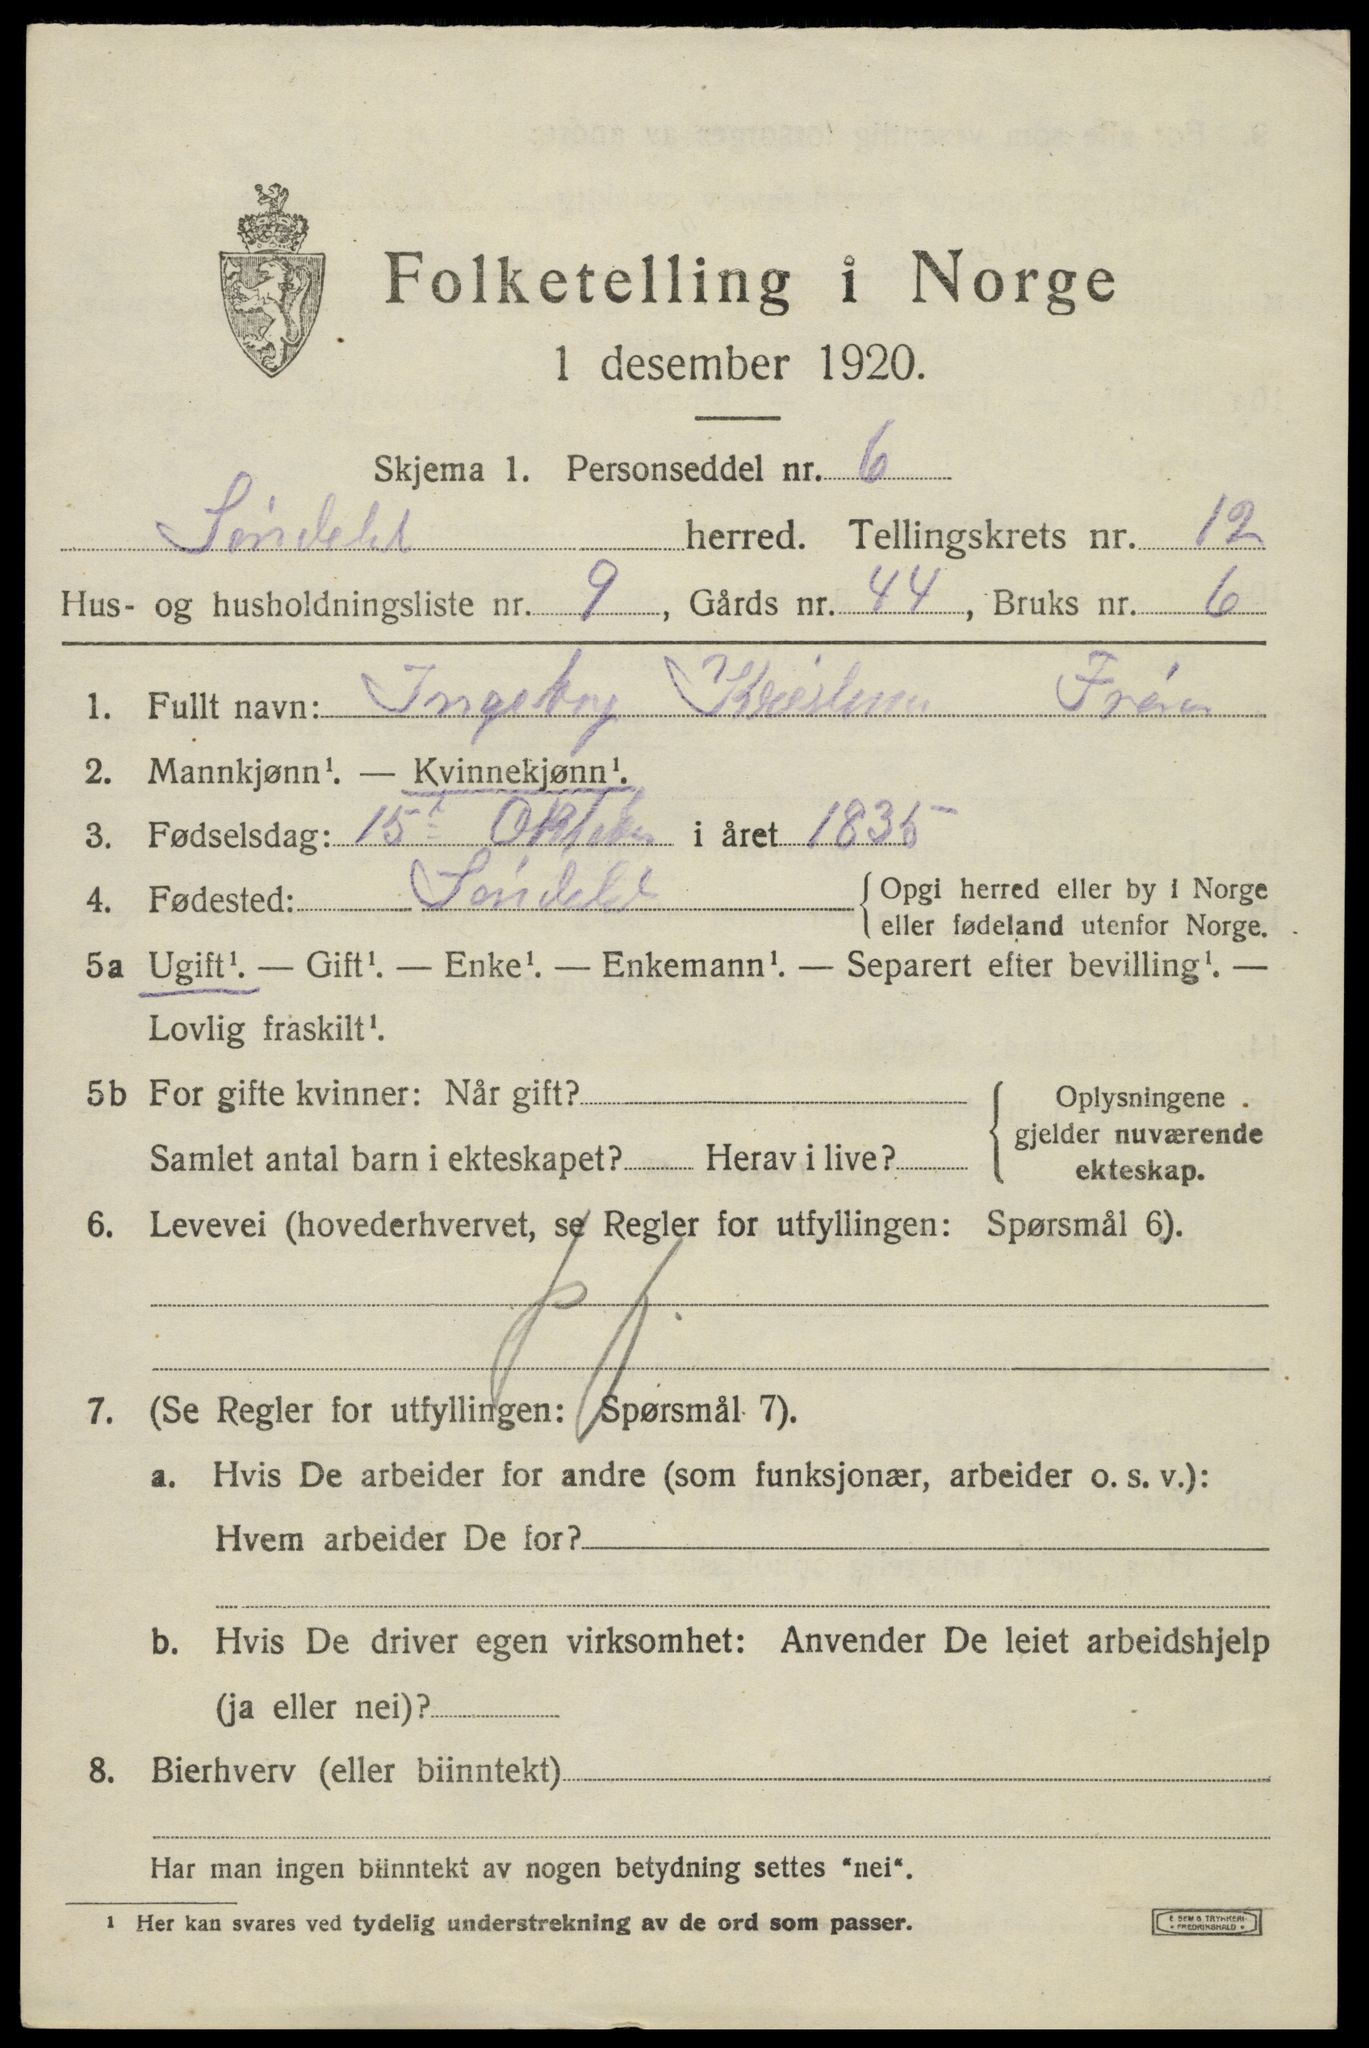 Folketelling i Norge
1 desember 1920.
Skjema 1. Personseddel nr. 6
Søndeled herred. Tellingskrets nr. 12
Hus- og husholdningsliste nr. 9, Gårds nr. 44, Bruks nr. 6
1. Fullt navn: Ingeborg
2. Mannkjønn¹. — Kvinnekjønn¹.
3. Fødselsdag: 15 Oktober i året 1835
4. Fødested: Søndeled { Opgi herred eller by i Norge
eller fødeland utenfor Norge.
5a Ugift¹. — Gift¹. — Enke¹. — Enkemann¹. — Separert efter bevilling¹. —
Lovlig fraskilt¹.
5b For gifte kvinner: Når gift? { Oplysningene
gjelder nuværende
Samlet antal barn i ekteskapet? Herav i live?
ekteskap.
6. Levevei (hovederhvervet, se Regler for utfyllingen: Spørsmål 6).
7. (Se Regler for utfyllingen: Spørsmål 7).
a. Hvis De arbeider for andre (som funksjonær, arbeider o. s. v.):
Hvem arbeider De for?
b. Hvis De driver egen virksomhet: Anvender De leiet arbeidshjelp
(ja eller nei)?
8. Bierhverv (eller biinntekt)
Har man ingen biinntekt av nogen betydning settes "nei".
¹ Her kan svares ved tydelig understrekning av de ord som passer.
E. SEM S TRYKKERI
FREDRIKSHALD